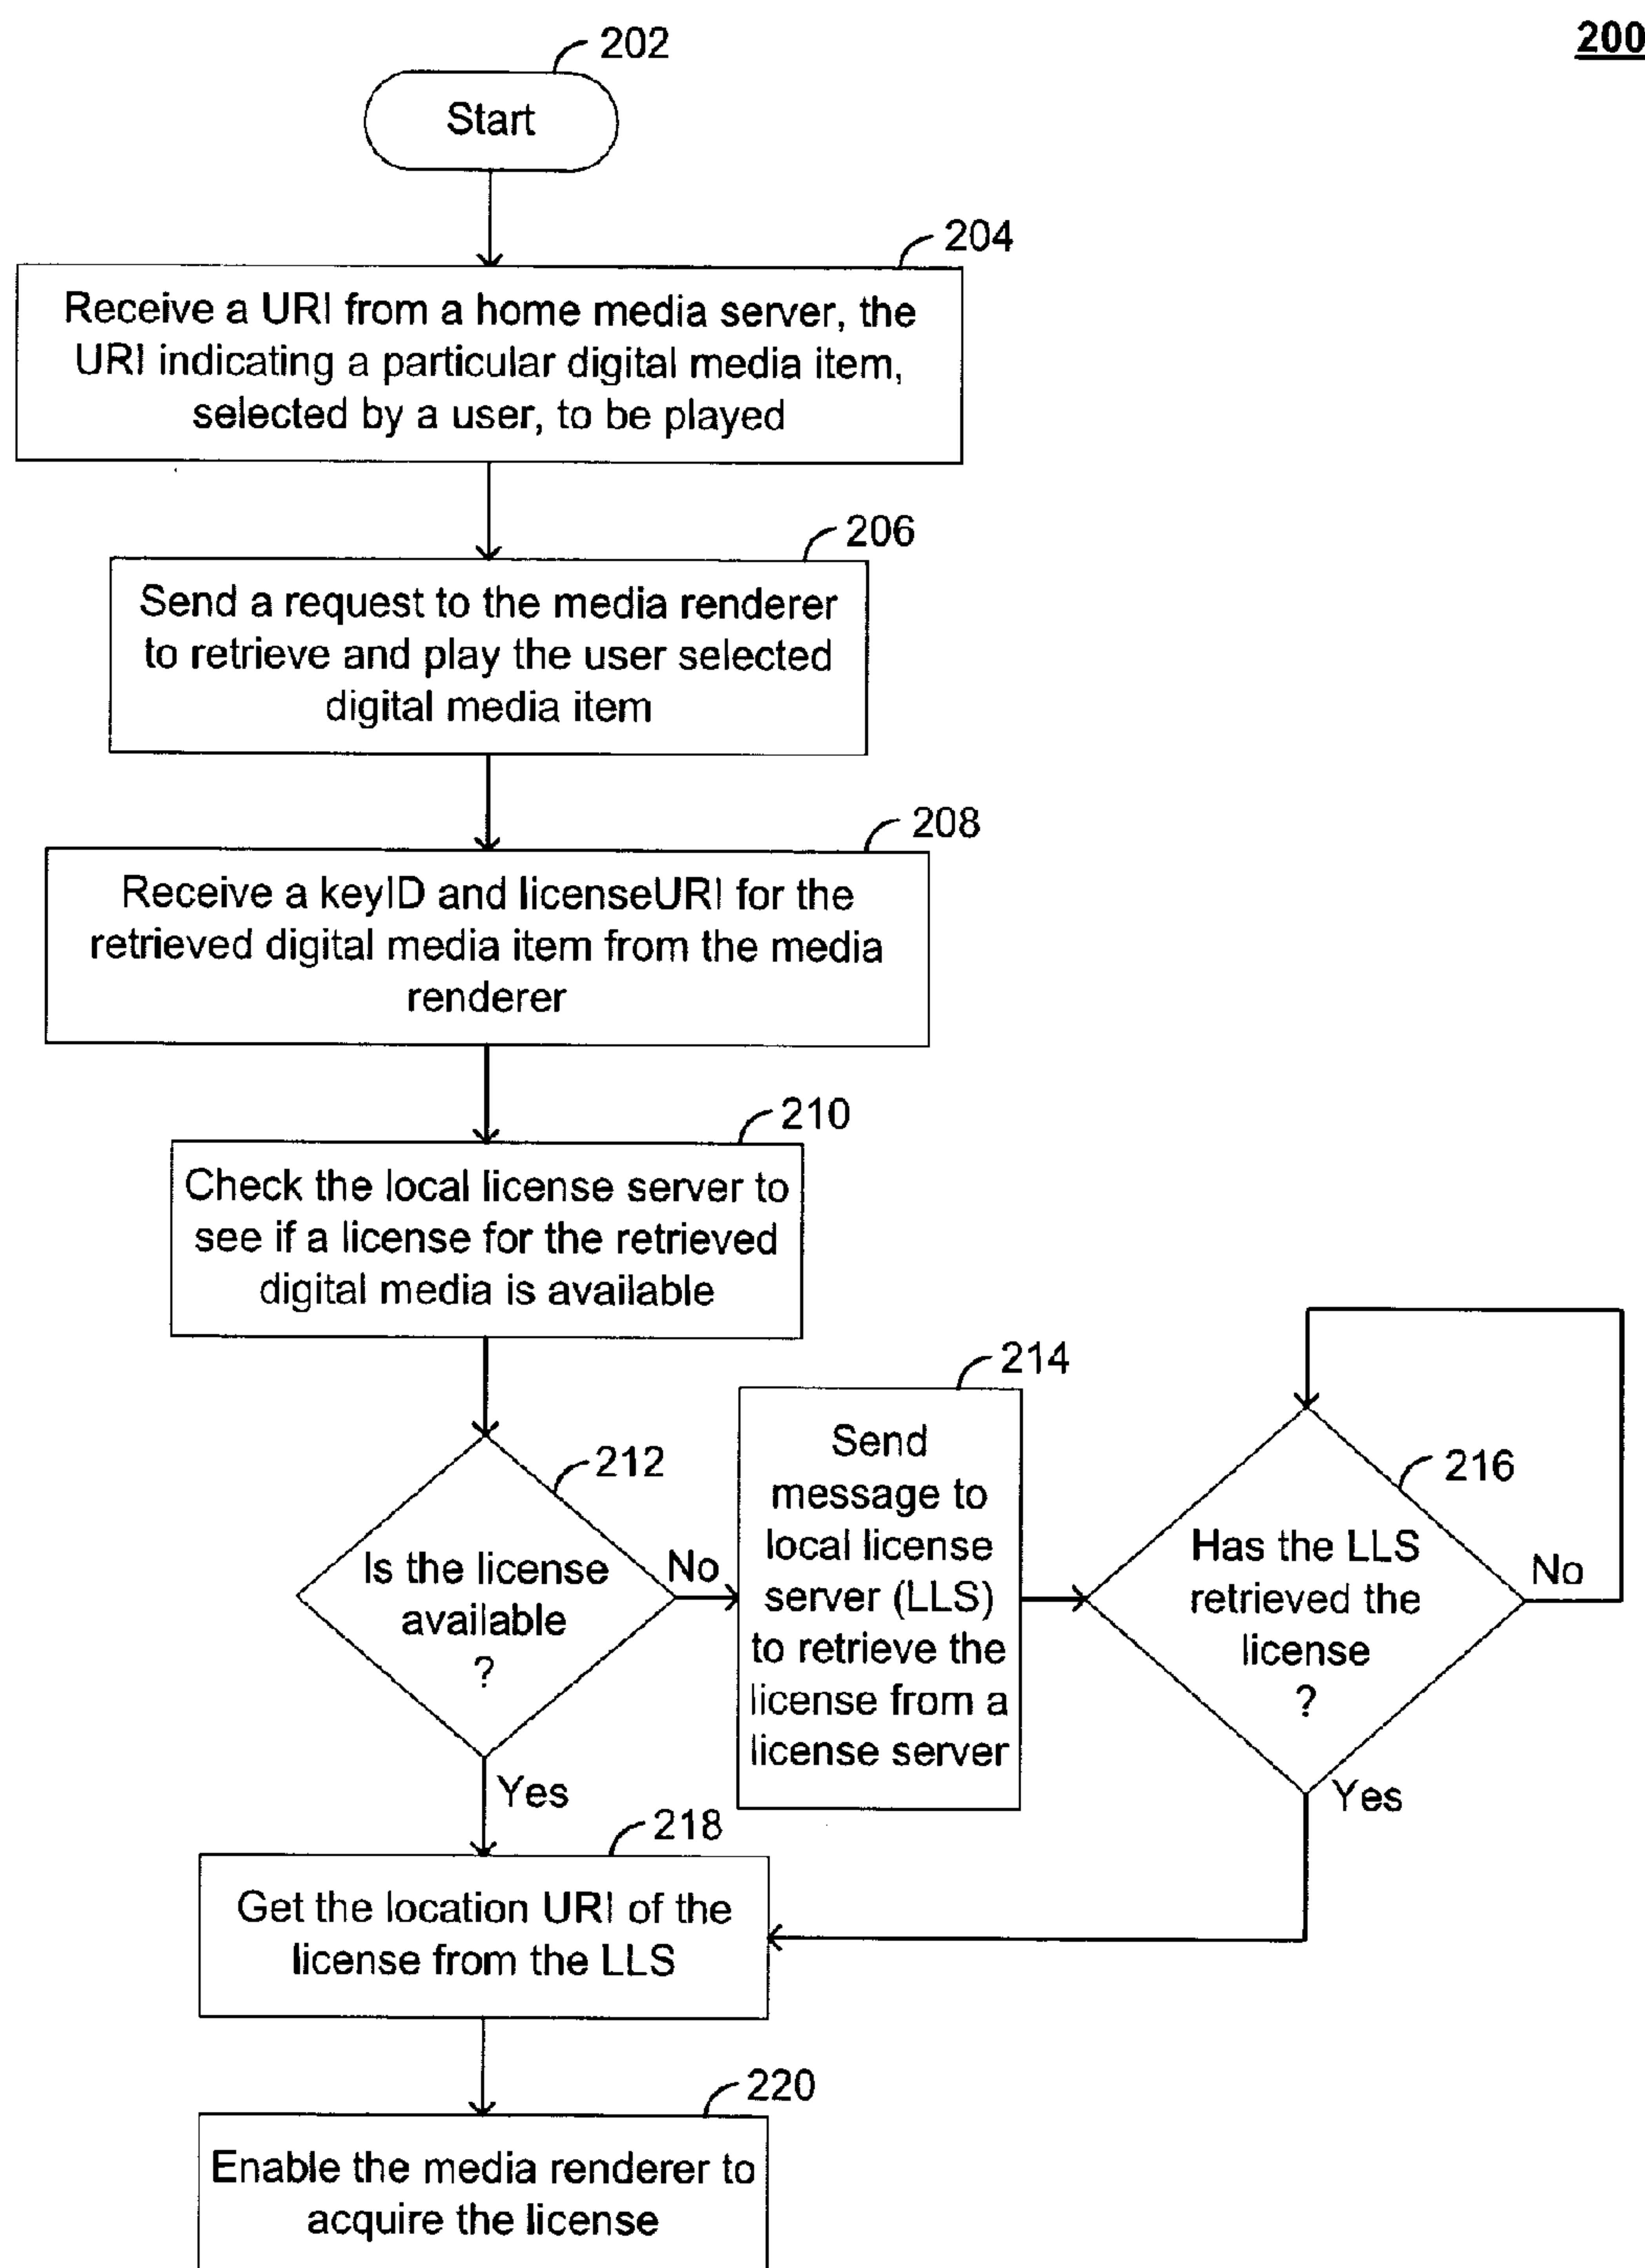 200
202
Start
204
Receive a URI from a home media server, the
URI indicating a particular digital media item,
selected by a user, to be played
206
Send a request to the media renderer
to retrieve and play the user selected
digital media item
208
Receive a keyID and licenseURI for the
retrieved digital media item from the media
renderer
210
Check the local license server to
see if a license for the retrieved
digital media is available
212
Is the license
available
?
No
Yes
214
Send
message to
local license
server (LLS)
to retrieve the
license from a
license server
216
Has the LLS
retrieved the
license
?
No
Yes
218
Get the location URI of the
license from the LLS
220
Enable the media renderer to
acquire the license